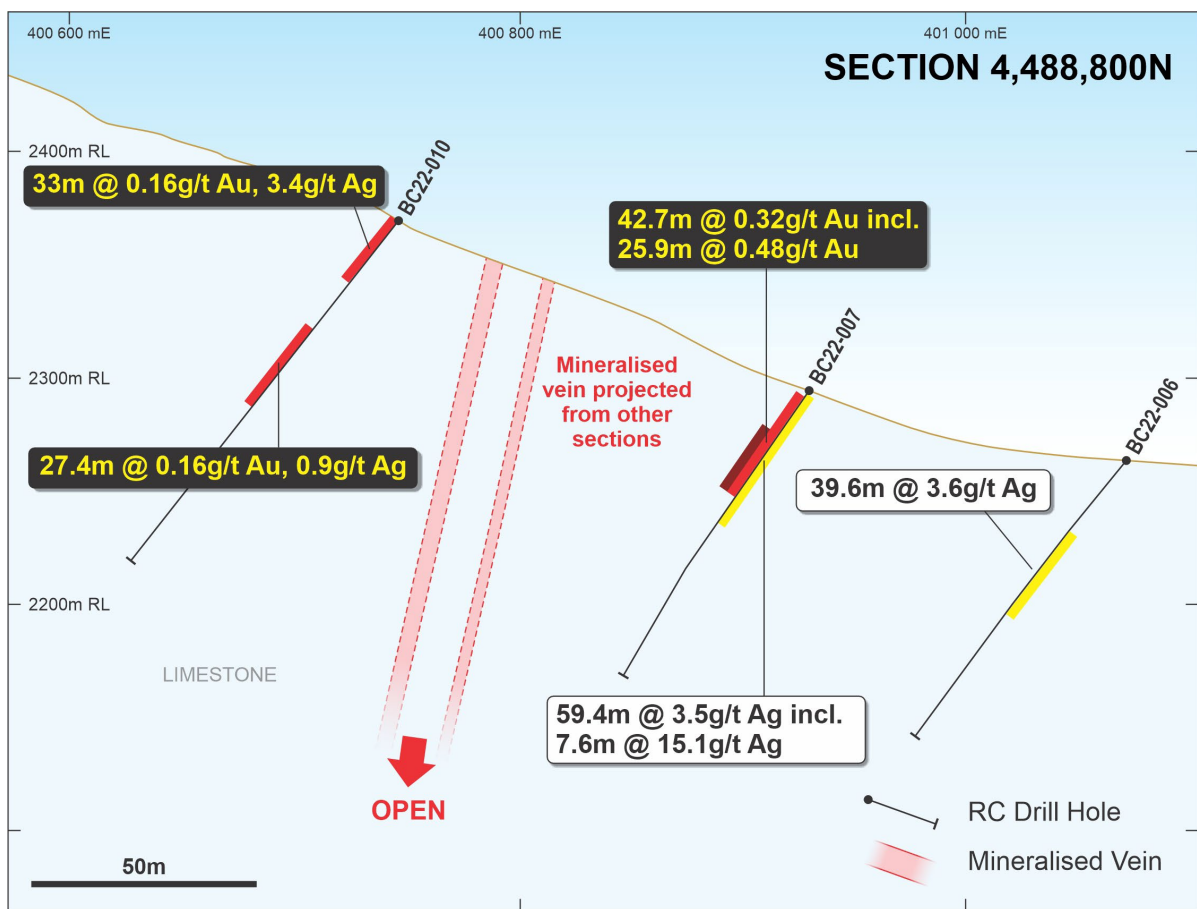 400 600 mE
400 800 mE
401 000 mE
SECTION 4,488,800N
2400m RL
BC22-010
33m @ 0.16g/t Au, 3.4g/t Ag
42.7m @ 0.32g/t Au incl.
25.9m @ 0.48g/t Au
BC22-007
2300m RL
Mineralised
vein projected
from other
sections
BC22-006
27.4m @ 0.16g/t Au, 0.9g/t Ag
39.6m @ 3.6g/t Ag
2200m RL
LIMESTONE
59.4m @ 3.5g/t Ag incl.
7.6m @ 15.1g/t Ag
OPEN
RC Drill Hole
Mineralised Vein
50m